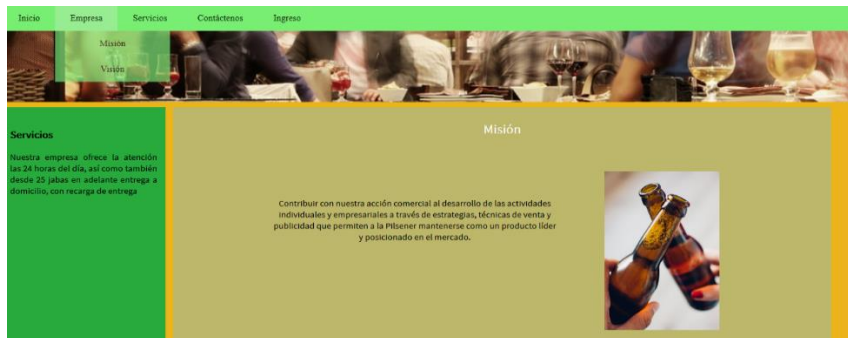 Inicio Empresa Servicios Contáctenos Ingreso
Misión
Visión
Servicios
Nuestra empresa ofrece la atención
las 24 horas del día, así como también
desde 25 jabas en adelante entrega a
domicilio, con recarga de entrega
Misión
Contribuir con nuestra acción comercial al desarrollo de las actividades
individuales y empresariales a través de estrategias, técnicas de venta y
publicidad que permiten a la Pilsener mantenerse como un producto líder
y posicionado en el mercado.